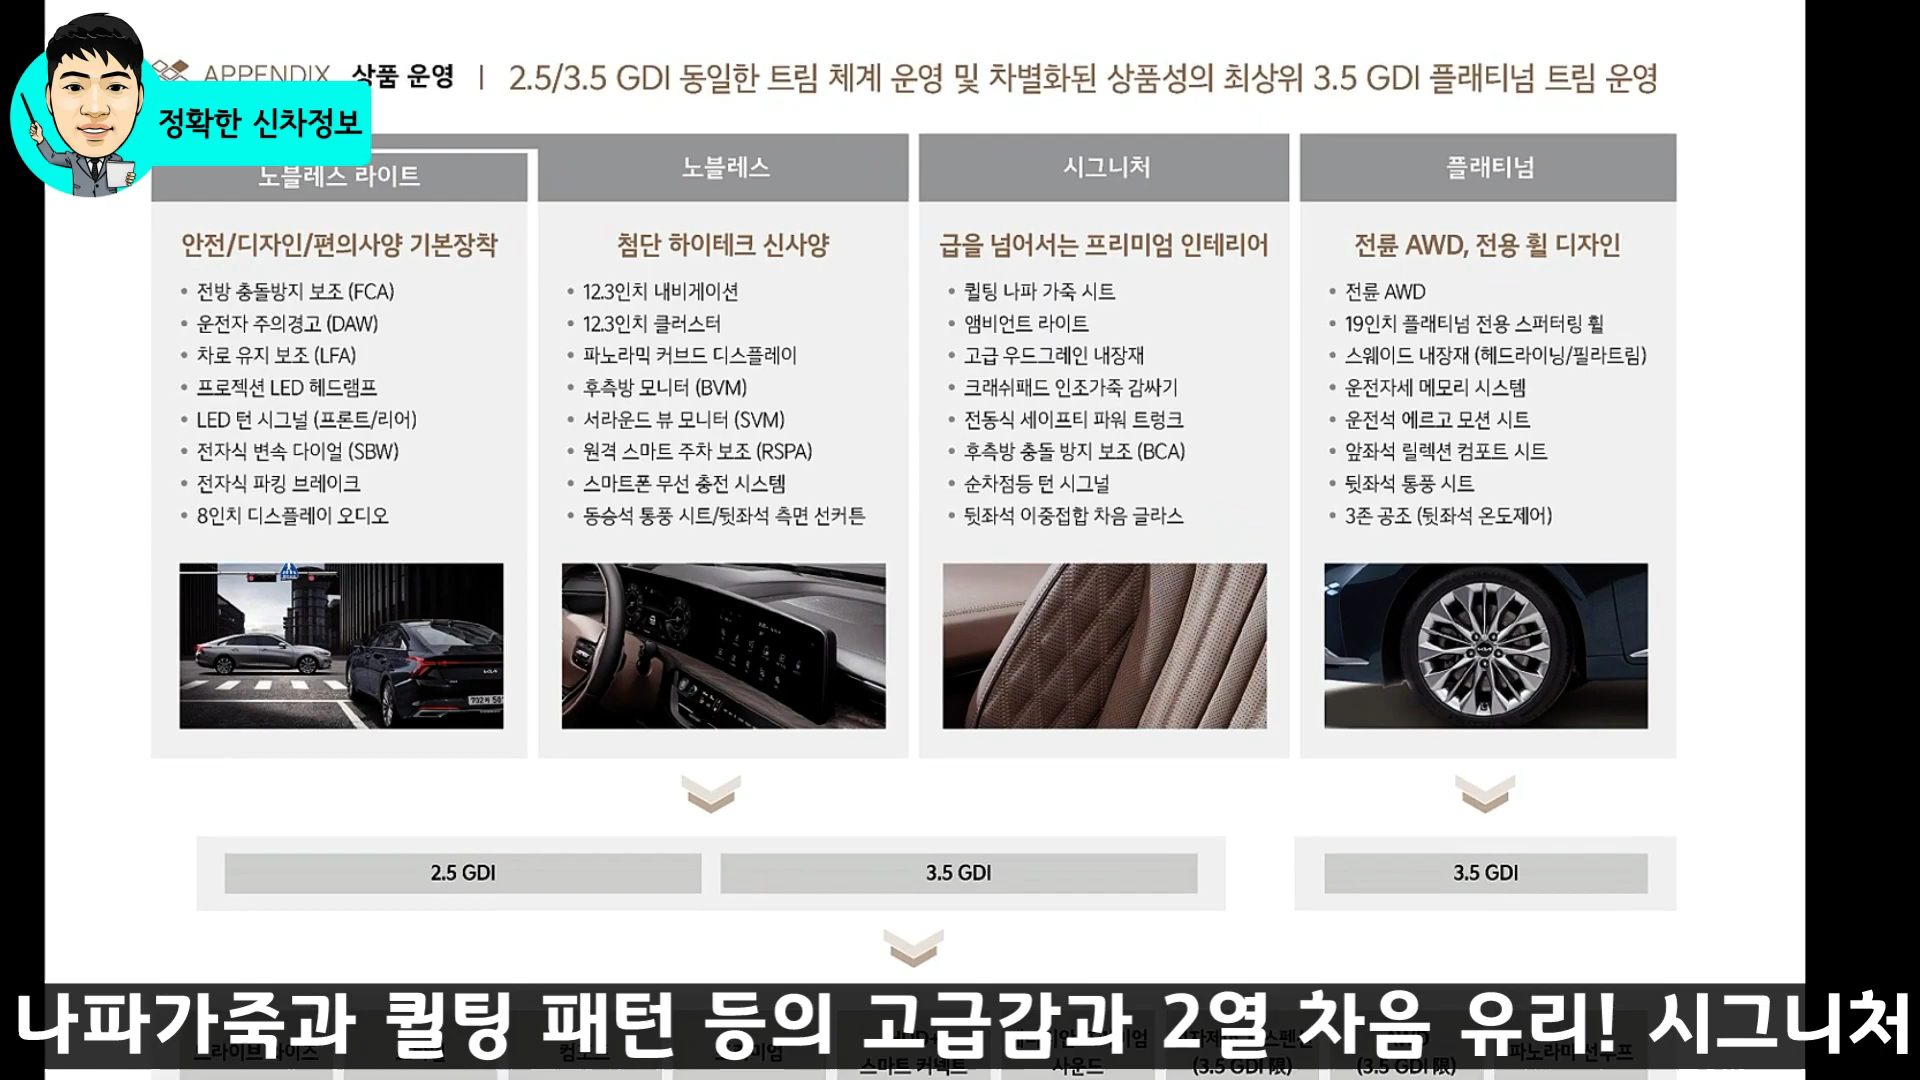 APPENDIX 상품 운영 | 2.5/3.5 GDI 동일한 트림 체계 운영 및 차별화된 상품성의 최상위 3.5 GDI 플래티넘 트림 운영
정확한 신차정보
노블레스 라이트
안전/디자인/편의사양 기본장착
• 전방 충돌방지 보조 (FCA)
• 운전자 주의경고 (DAW)
• 차로 유지 보조 (LFA)
• 프로젝션 LED 헤드램프
• LED 턴 시그널 (프론트/리어)
• 전자식 변속 다이얼 (SBW)
• 전자식 파킹 브레이크
• 8인치 디스플레이 오디오
노블레스
첨단 하이테크 신사양
• 12.3인치 내비게이션
• 12.3인치 클러스터
• 파노라믹 커브드 디스플레이
• 후측방 모니터 (BVM)
• 서라운드 뷰 모니터 (SVM)
• 원격 스마트 주차 보조 (RSPA)
• 스마트폰 무선 충전 시스템
• 동승석 통풍 시트/뒷좌석 측면 선커튼
시그니처
급을 넘어서는 프리미엄 인테리어
• 퀼팅 나파 가죽 시트
• 앰비언트 라이트
• 고급 우드그레인 내장재
• 크래쉬패드 인조가죽 감싸기
• 전동식 세이프티 파워 트렁크
• 후측방 충돌 방지 보조 (BCA)
• 순차점등 턴 시그널
• 뒷좌석 이중접합 차음 글라스
플래티넘
전륜 AWD, 전용 휠 디자인
• 전륜 AWD
• 19인치 플래티넘 전용 스퍼터링 휠
• 스웨이드 내장재 (헤드라이닝/필라트림)
• 운전자세 메모리 시스템
• 운전석 에르고 모션 시트
• 앞좌석 릴렉션 컴포트 시트
• 뒷좌석 통풍 시트
• 3존 공조 (뒷좌석 온도제어)
2.5 GDI
3.5 GDI
3.5 GDI
나파가죽과 퀼팅 패턴 등의 고급감과 2열 차음 유리! 시그니처
스마트 커넥트
사운드
(3.5 GDI 限)
(3.5 GDI 限)